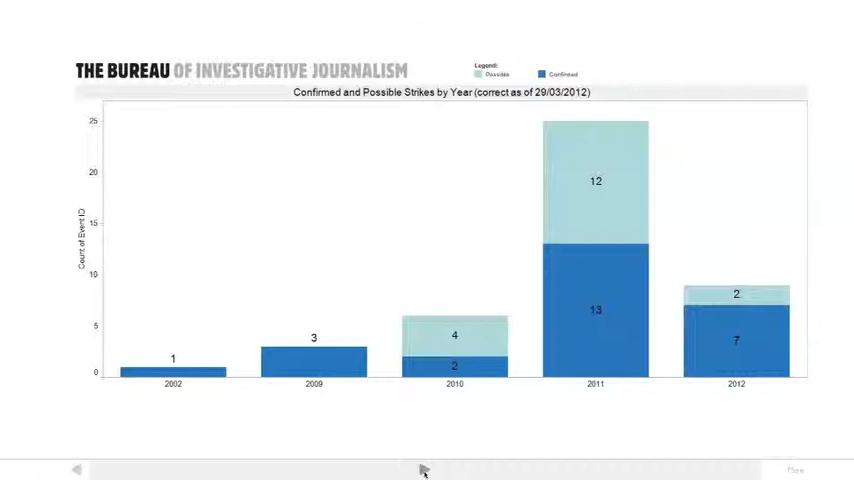 THE BUREAU OF INVESTIGATIVE JOURNALISM
Legend:
Possible
Confirmed
Confirmed and Possible Strikes by Year (correct as of 29/03/2012)
Count of Event ID
25
20
15
10
5
0
1
3
4
2
12
13
2
7
2002
2009
2010
2011
2012
More